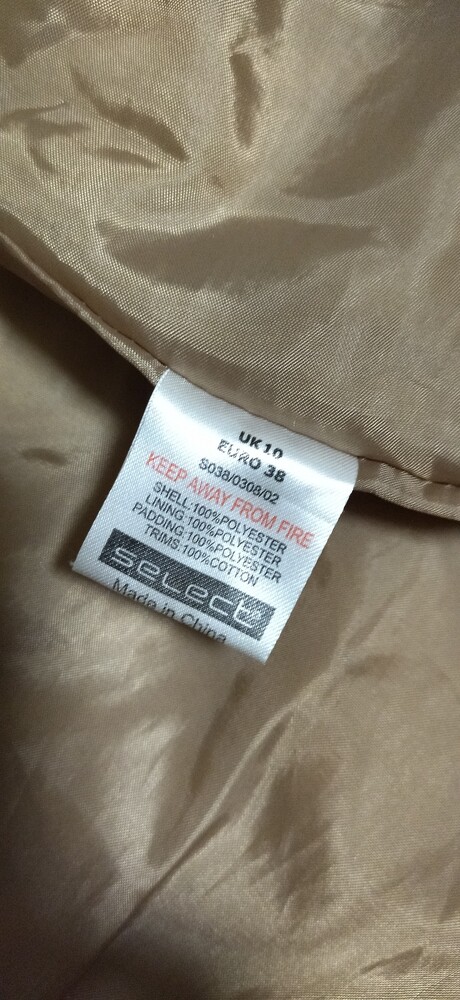 UK 10
EURO 38
S038/0308/02
KEEP AWAY FROM FIRE
SHELL:100%POLYESTER
LINING:100%POLYESTER
PADDING:100%POLYESTER
TRIMS:100%COTTON
select
Made in China